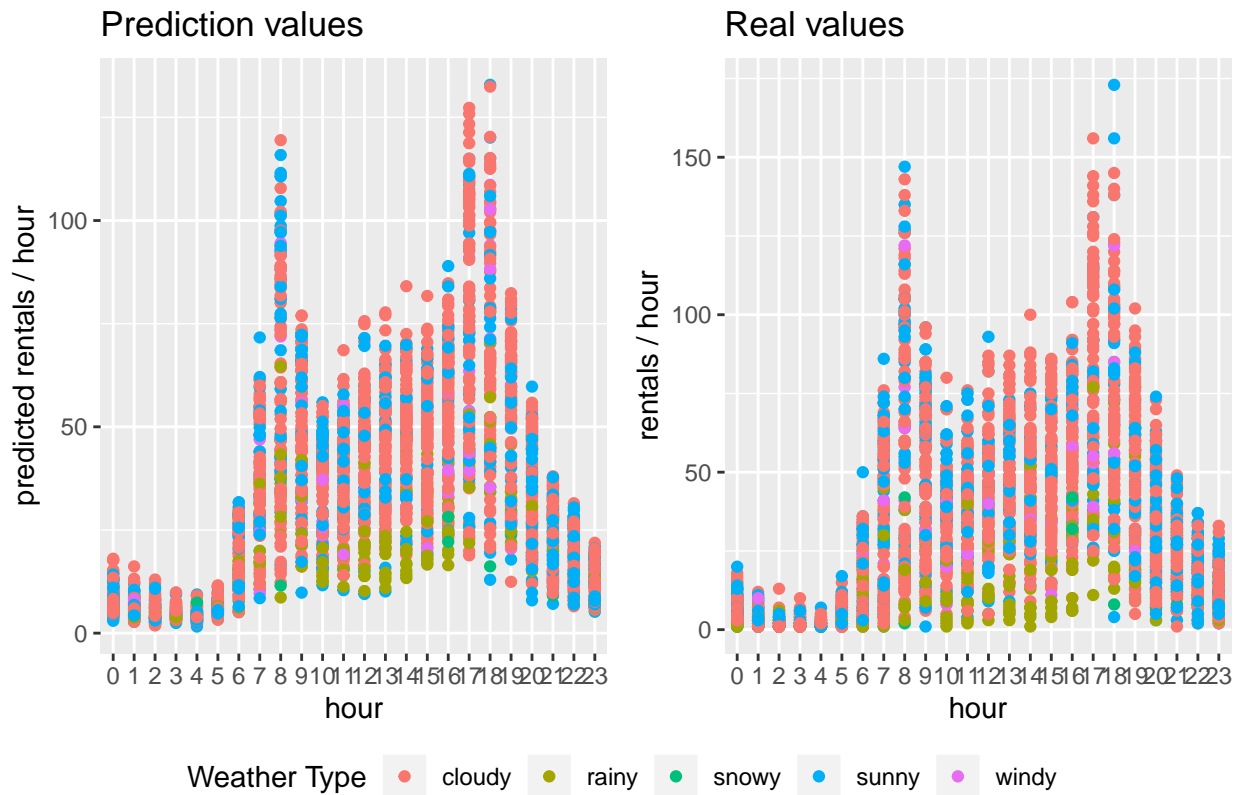 Prediction values
Real values
predicted rentals / hour
100
50
0
0 1 2 3 4 5 6 7 8 9 10 11 12 13 14 15 16 17 18 19 20 21 22 23
hour
rentals / hour
150
100
50
0
0 1 2 3 4 5 6 7 8 9 10 11 12 13 14 15 16 17 18 19 20 21 22 23
hour
Weather Type cloudy rainy snowy sunny windy